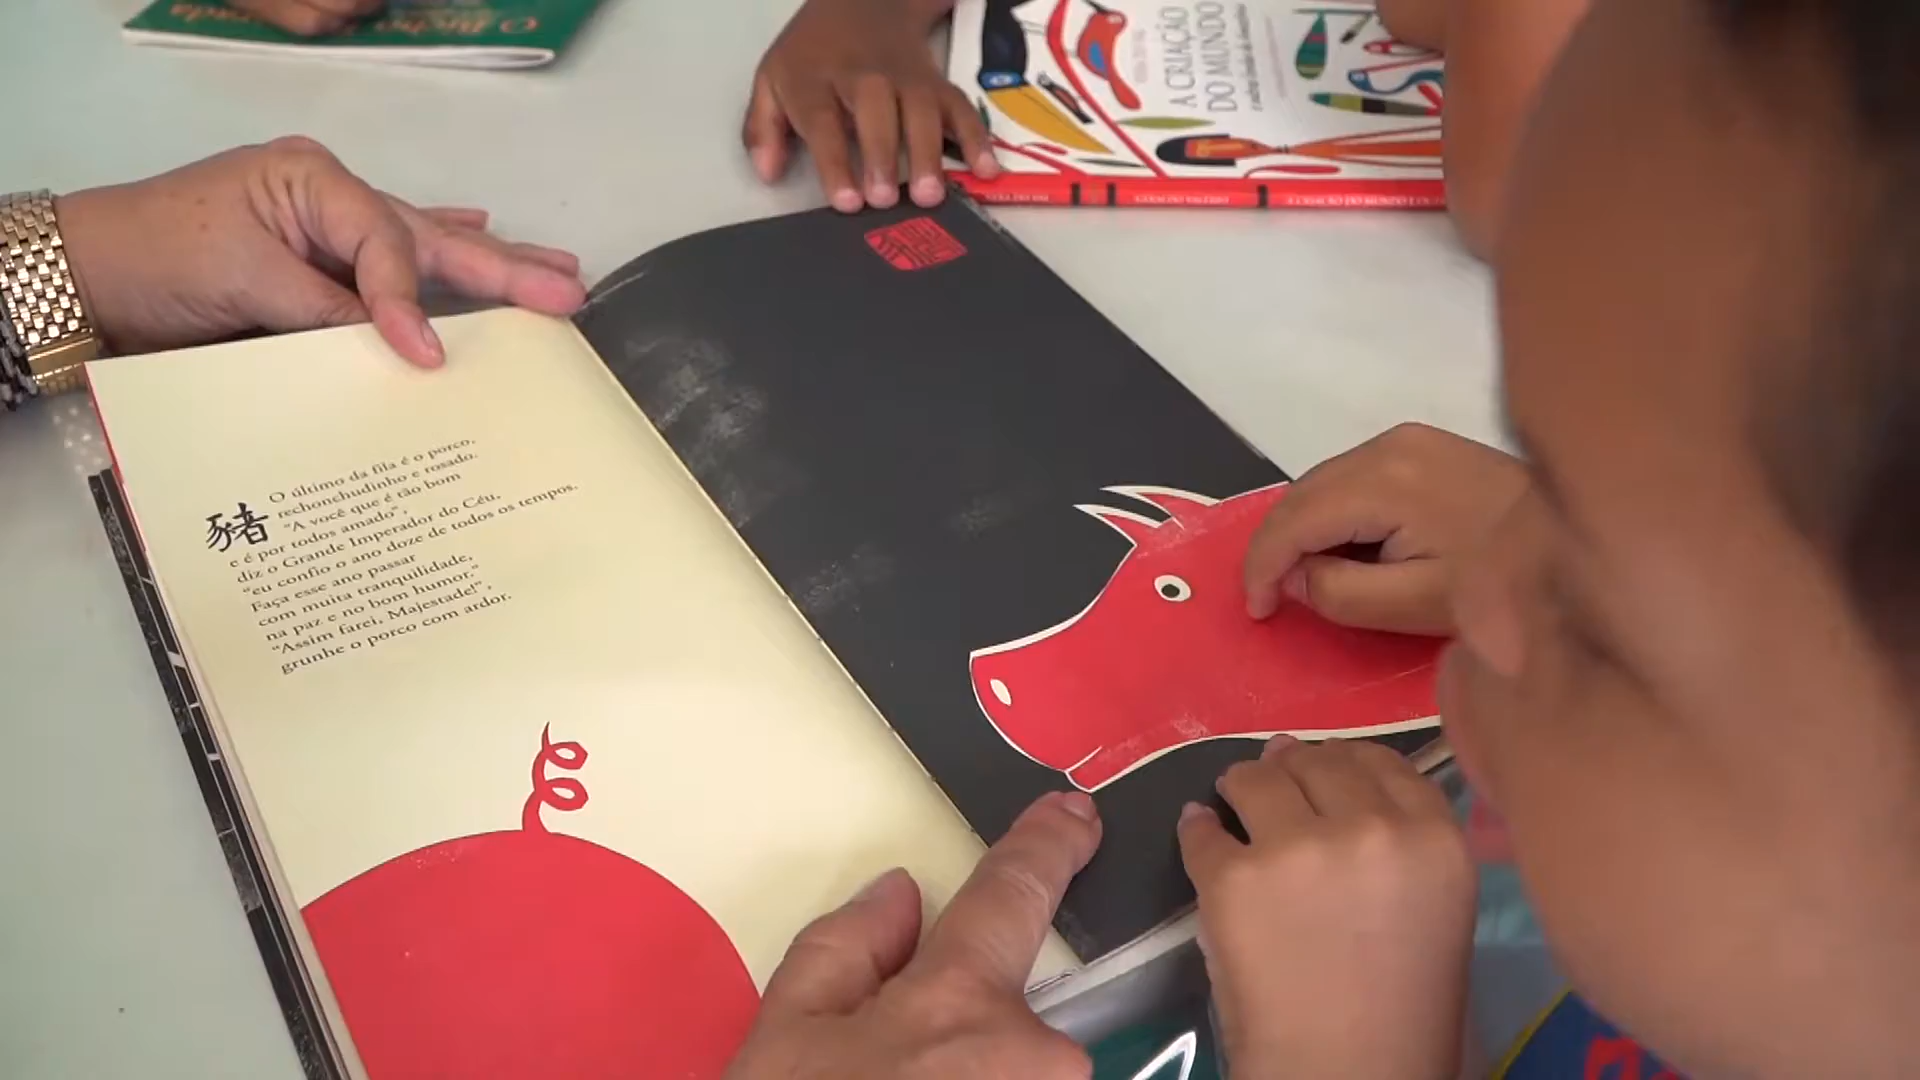 O Bicho
A CRIAÇÃO
DO MUNDO
豬
O último da fila é o porco,
rechonchudinho e rosado.
“A você que é tão bom
e é por todos amado”,
diz o Grande Imperador do Céu,
“eu confio o ano doze de todos os tempos.
Faça esse ano passar
com muita tranquilidade,
na paz e no bom humor.”
“Assim farei, Majestade!”,
grunhe o porco com ardor.